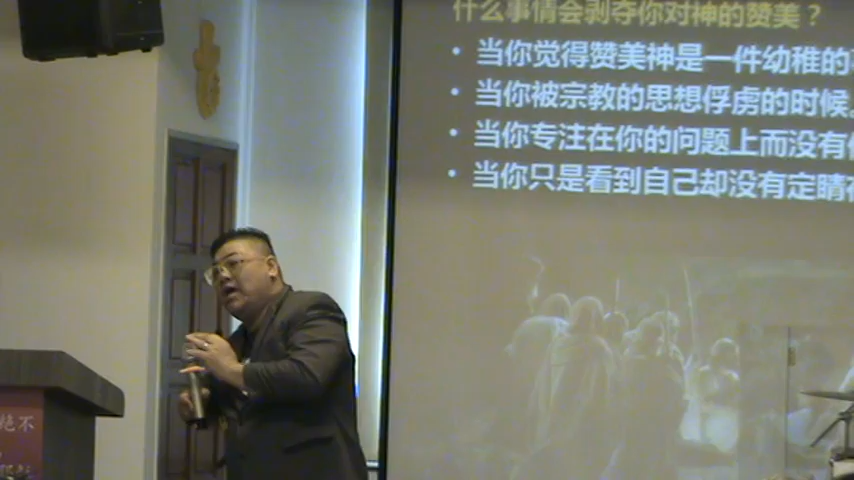 什么事情会剥夺你对神的赞美？
• 当你觉得赞美神是一件幼稚的
• 当你被宗教的思想俘虏的时候
• 当你专注在你的问题上而没有
• 当你只是看到自己却没有定睛
绝不